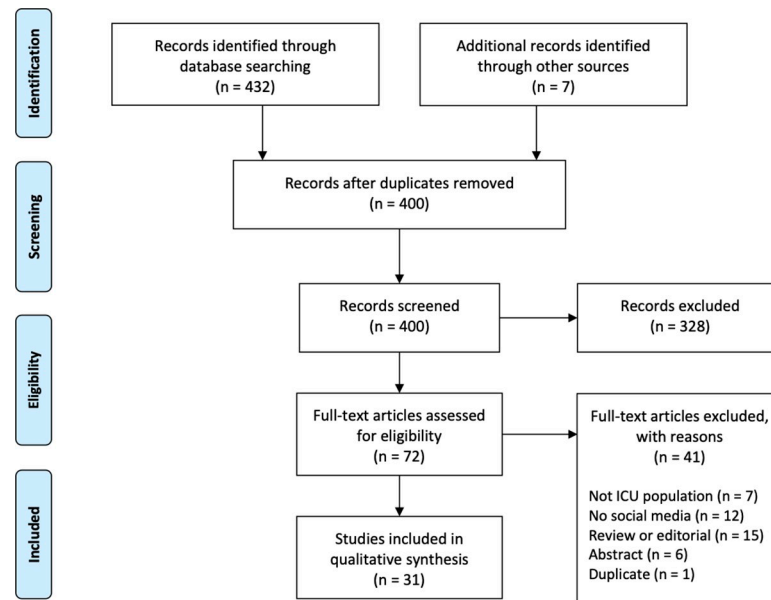 Identification
Records identified through
database searching
(n = 432)
Additional records identified
through other sources
(n = 7)
Screening
Records after duplicates removed
(n = 400)
Records screened
(n = 400)
Records excluded
(n = 328)
Eligibility
Full-text articles assessed
for eligibility
(n = 72)
Full-text articles excluded,
with reasons
(n = 41)
Not ICU population (n = 7)
No social media (n = 12)
Review or editorial (n = 15)
Abstract (n = 6)
Duplicate (n = 1)
Included
Studies included in
qualitative synthesis
(n = 31)